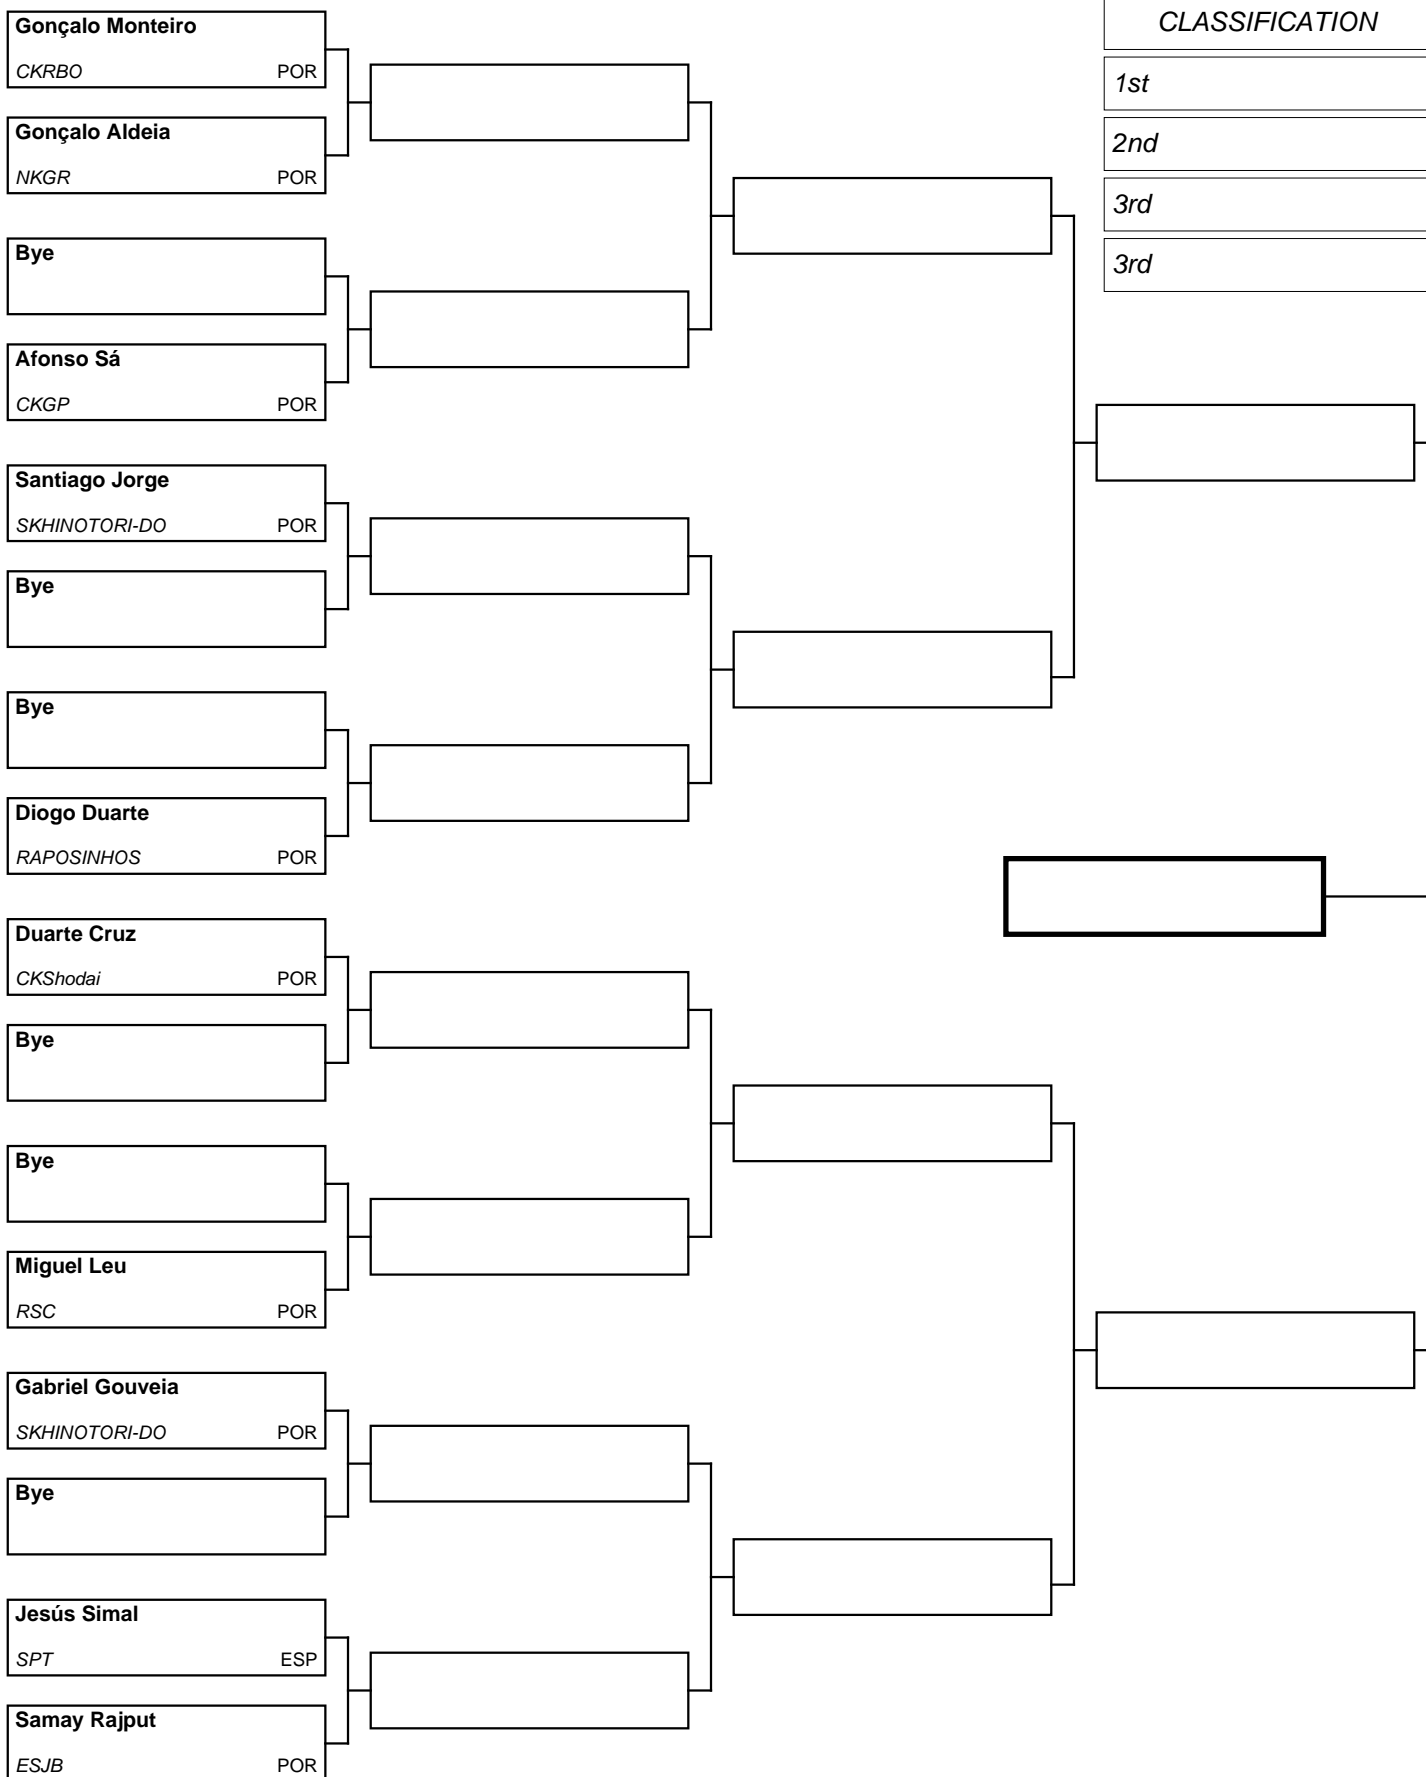 Gonçalo Monteiro
CKRBO POR
Gonçalo Aldeia
NKGR POR
Bye
Afonso Sá
CKGP POR
Santiago Jorge
SKHINOTORI-DO POR
Bye
Bye
Diogo Duarte
RAPOSINHOS POR
Duarte Cruz
CKShodai POR
Bye
Bye
Miguel Leu
RSC POR
Gabriel Gouveia
SKHINOTORI-DO POR
Bye
Jesús Simal
SPT ESP
Samay Rajput
ESJB POR
CLASSIFICATION
1st
2nd
3rd
3rd